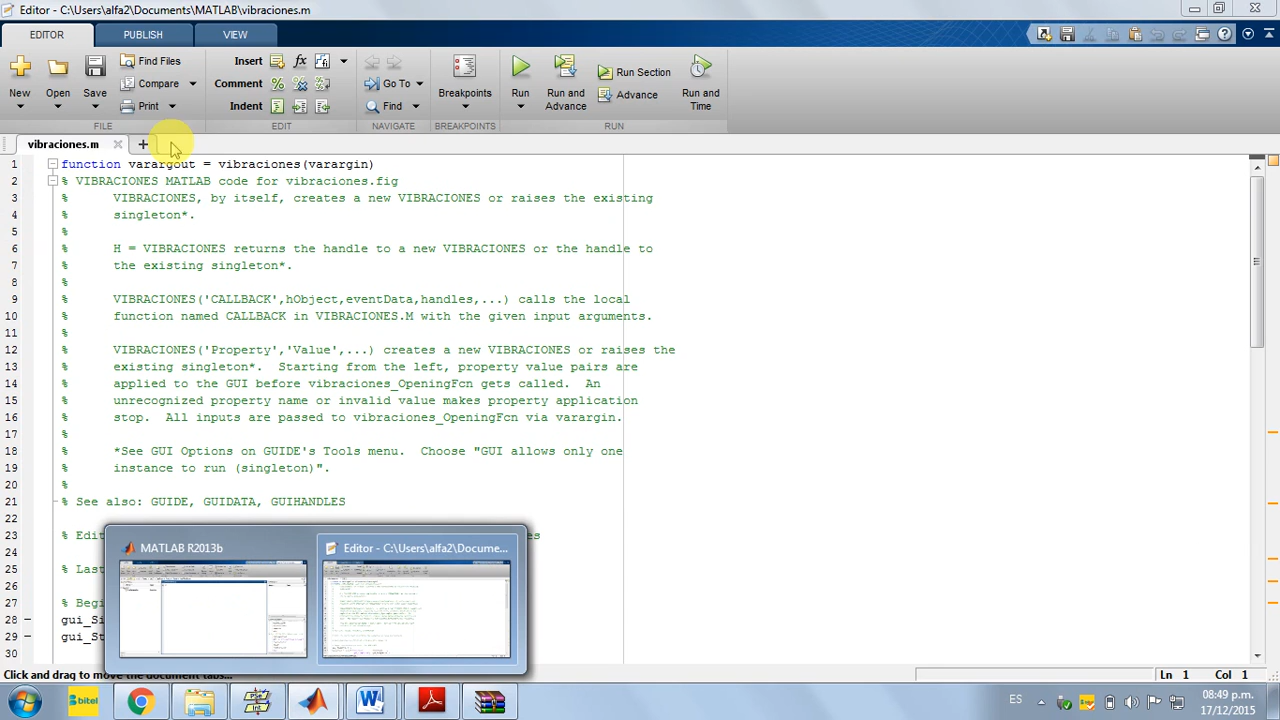 Editor - C:\Users\alfa2\Documents\MATLAB\vibraciones.m
EDITOR PUBLISH VIEW
New Open Save
Find Files
Compare
Print
FILE
Insert
Comment
Indent
EDIT
Go To
Find
NAVIGATE
Breakpoints
BREAKPOINTS
Run Run and Advance
Run Section
Advance
Run and Time
RUN
vibraciones.m
1 function varargout = vibraciones(varargin)
2 % VIBRACIONES MATLAB code for vibraciones.fig
3 % VIBRACIONES, by itself, creates a new VIBRACIONES or raises the existing
4 % singleton*.
5 %
6 % H = VIBRACIONES returns the handle to a new VIBRACIONES or the handle to
7 % the existing singleton*.
8 %
9 % VIBRACIONES('CALLBACK',hObject,eventData,handles,...) calls the local
10 % function named CALLBACK in VIBRACIONES.M with the given input arguments.
11 %
12 % VIBRACIONES('Property','Value',...) creates a new VIBRACIONES or raises the
13 % existing singleton*. Starting from the left, property value pairs are
14 % applied to the GUI before vibraciones_OpeningFcn gets called. An
15 % unrecognized property name or invalid value makes property application
16 % stop. All inputs are passed to vibraciones_OpeningFcn via varargin.
17 %
18 % *See GUI Options on GUIDE's Tools menu. Choose "GUI allows only one
19 % instance to run (singleton)".
20 %
21 % See also: GUIDE, GUIDATA, GUIHANDLES
22
23 % Edit es
24
25 % Last
26
27 % Begi
28 gui_S
29 gui_S
30
MATLAB R2013b
Editor - C:\Users\alfa2\Docume...
Click and drag to move the document tabs...
Ln 1 Col 1
bitel
ES
08:49 p.m.
17/12/2015